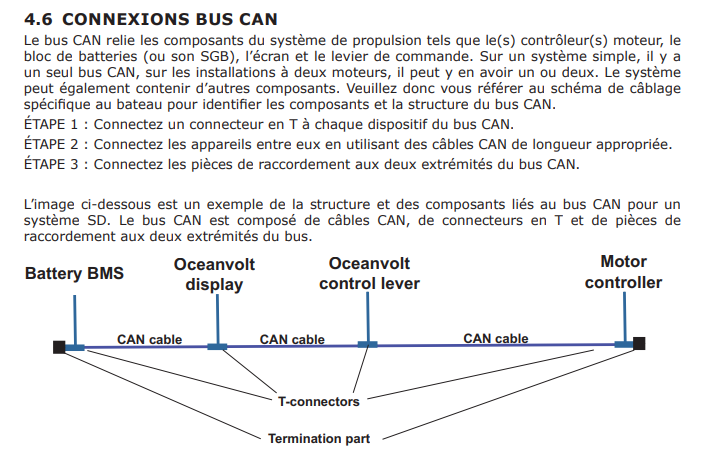 4.6 CONNEXIONS BUS CAN
Le bus CAN relie les composants du système de propulsion tels que le(s) contrôleur(s) moteur, le
bloc de batteries (ou son SGB), l'écran et le levier de commande. Sur un système simple, il y a
un seul bus CAN, sur les installations à deux moteurs, il peut y en avoir un ou deux. Le système
peut également contenir d'autres composants. Veuillez donc vous référer au schéma de câblage
spécifique au bateau pour identifier les composants et la structure du bus CAN.
ÉTAPE 1 : Connectez un connecteur en T à chaque dispositif du bus CAN.
ÉTAPE 2 : Connectez les appareils entre eux en utilisant des câbles CAN de longueur appropriée.
ÉTAPE 3 : Connectez les pièces de raccordement aux deux extrémités du bus CAN.
L'image ci-dessous est un exemple de la structure et des composants liés au bus CAN pour un
système SD. Le bus CAN est composé de câbles CAN, de connecteurs en T et de pièces de
raccordement aux deux extrémités du bus.
Battery BMS
Oceanvolt
display
Oceanvolt
control lever
Motor
controller
CAN cable
CAN cable
CAN cable
T-connectors
Termination part